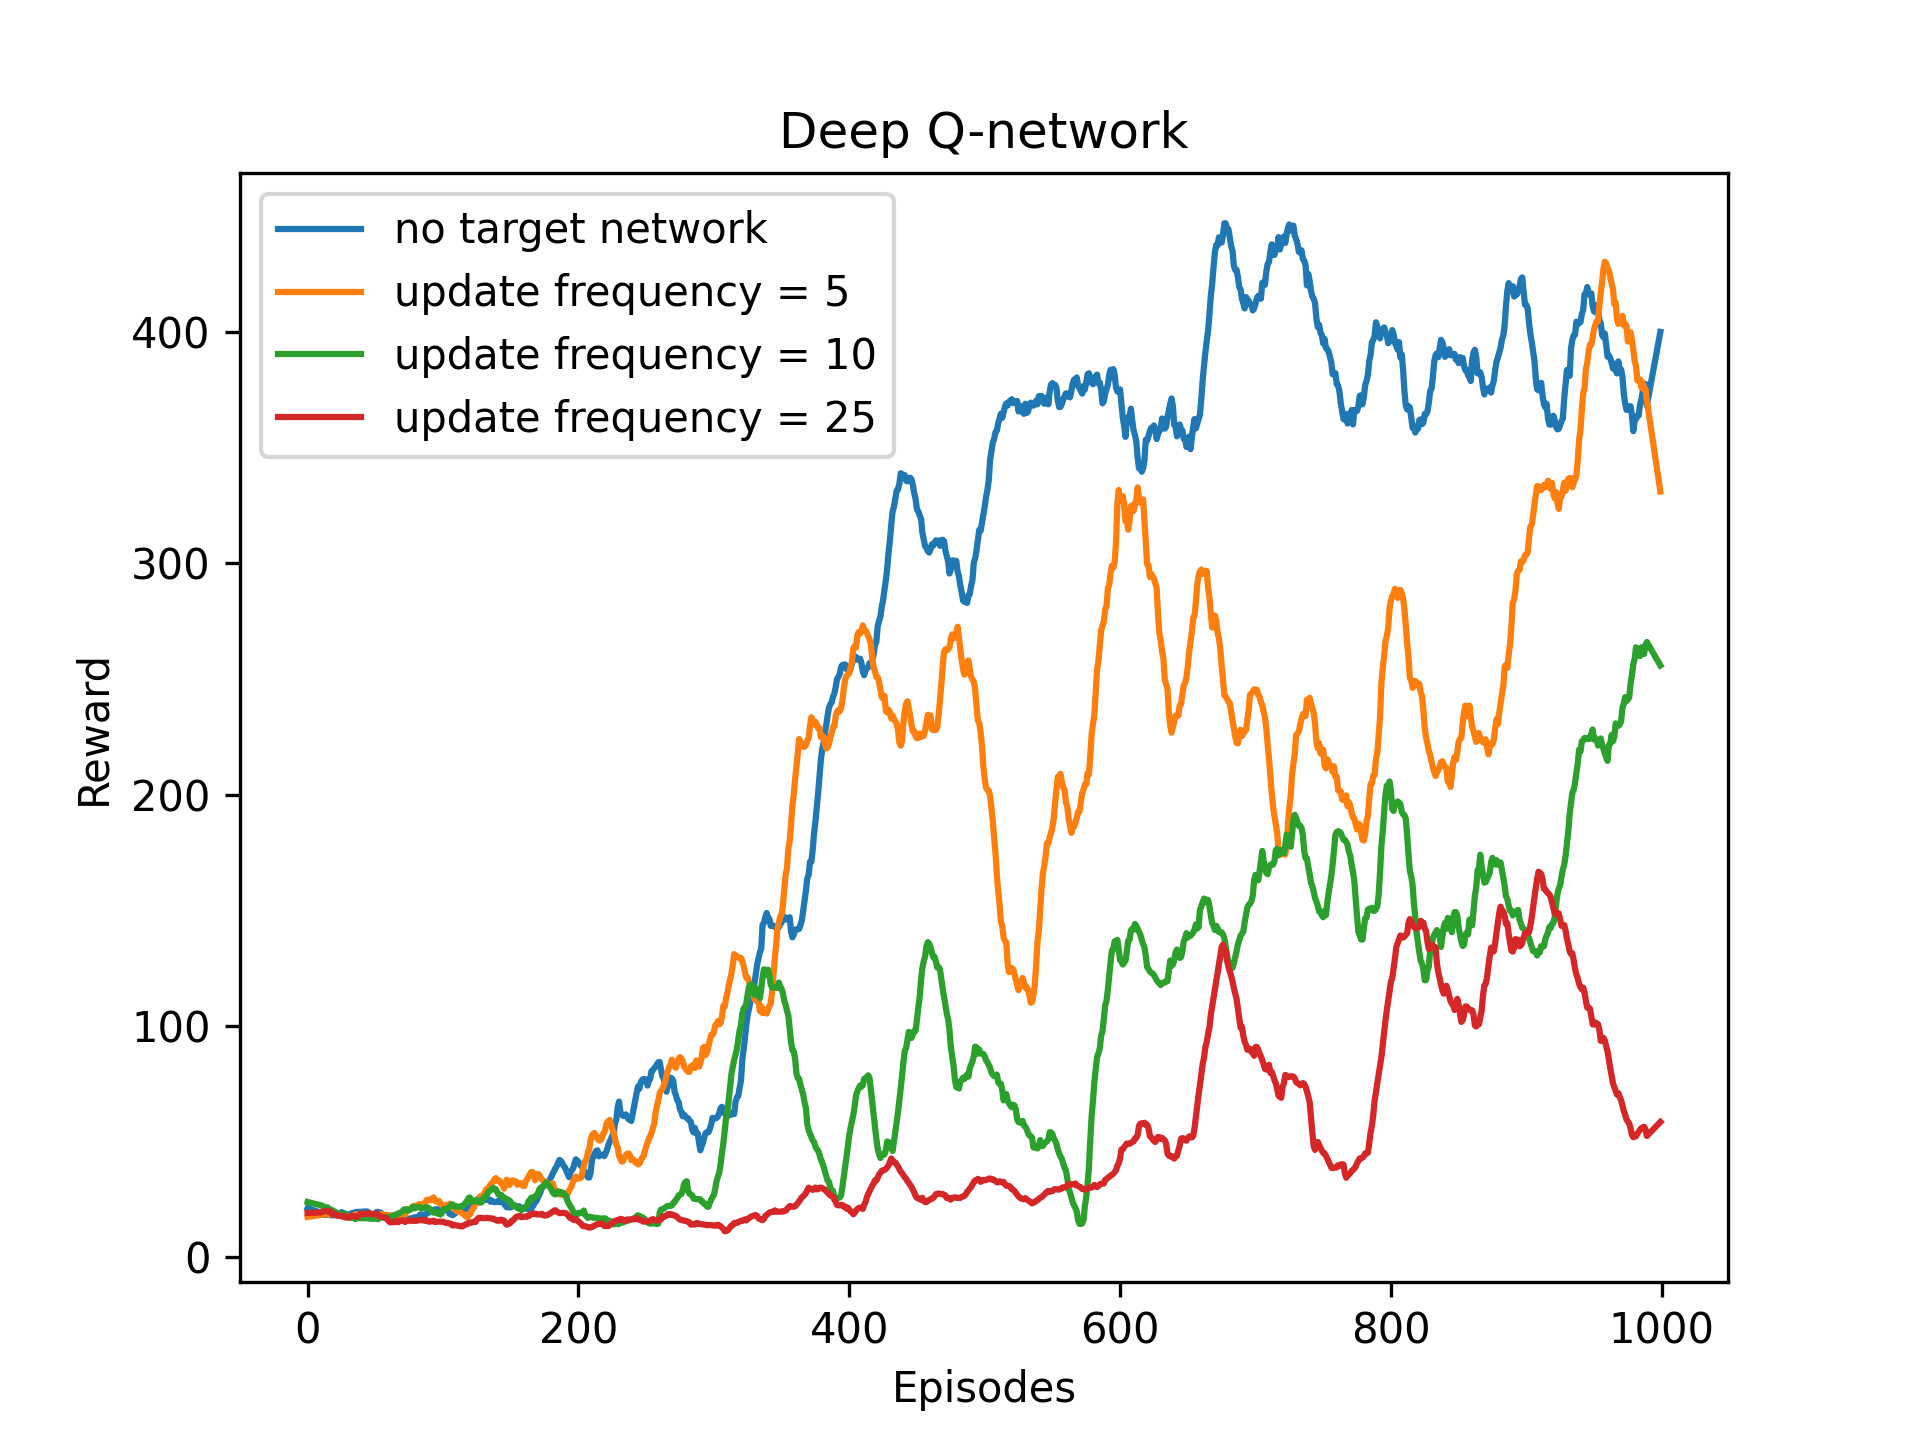 Deep Q-network
no target network
update frequency = 5
update frequency = 10
update frequency = 25
Reward
400
300
200
100
0
0 200 400 600 800 1000
Episodes